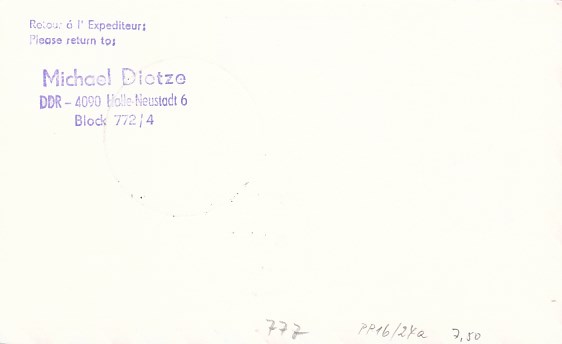 Retour á l' Expediteur;
Please return to;
Michael Dietze
DDR - 4090 Halle-Neustadt 6
Block 772/4
777 PP16/24a 7,50